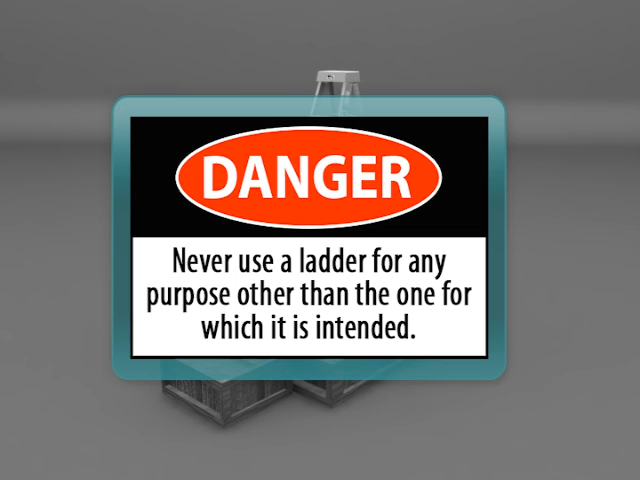 DANGER
Never use a ladder for any
purpose other than the one for
which it is intended.